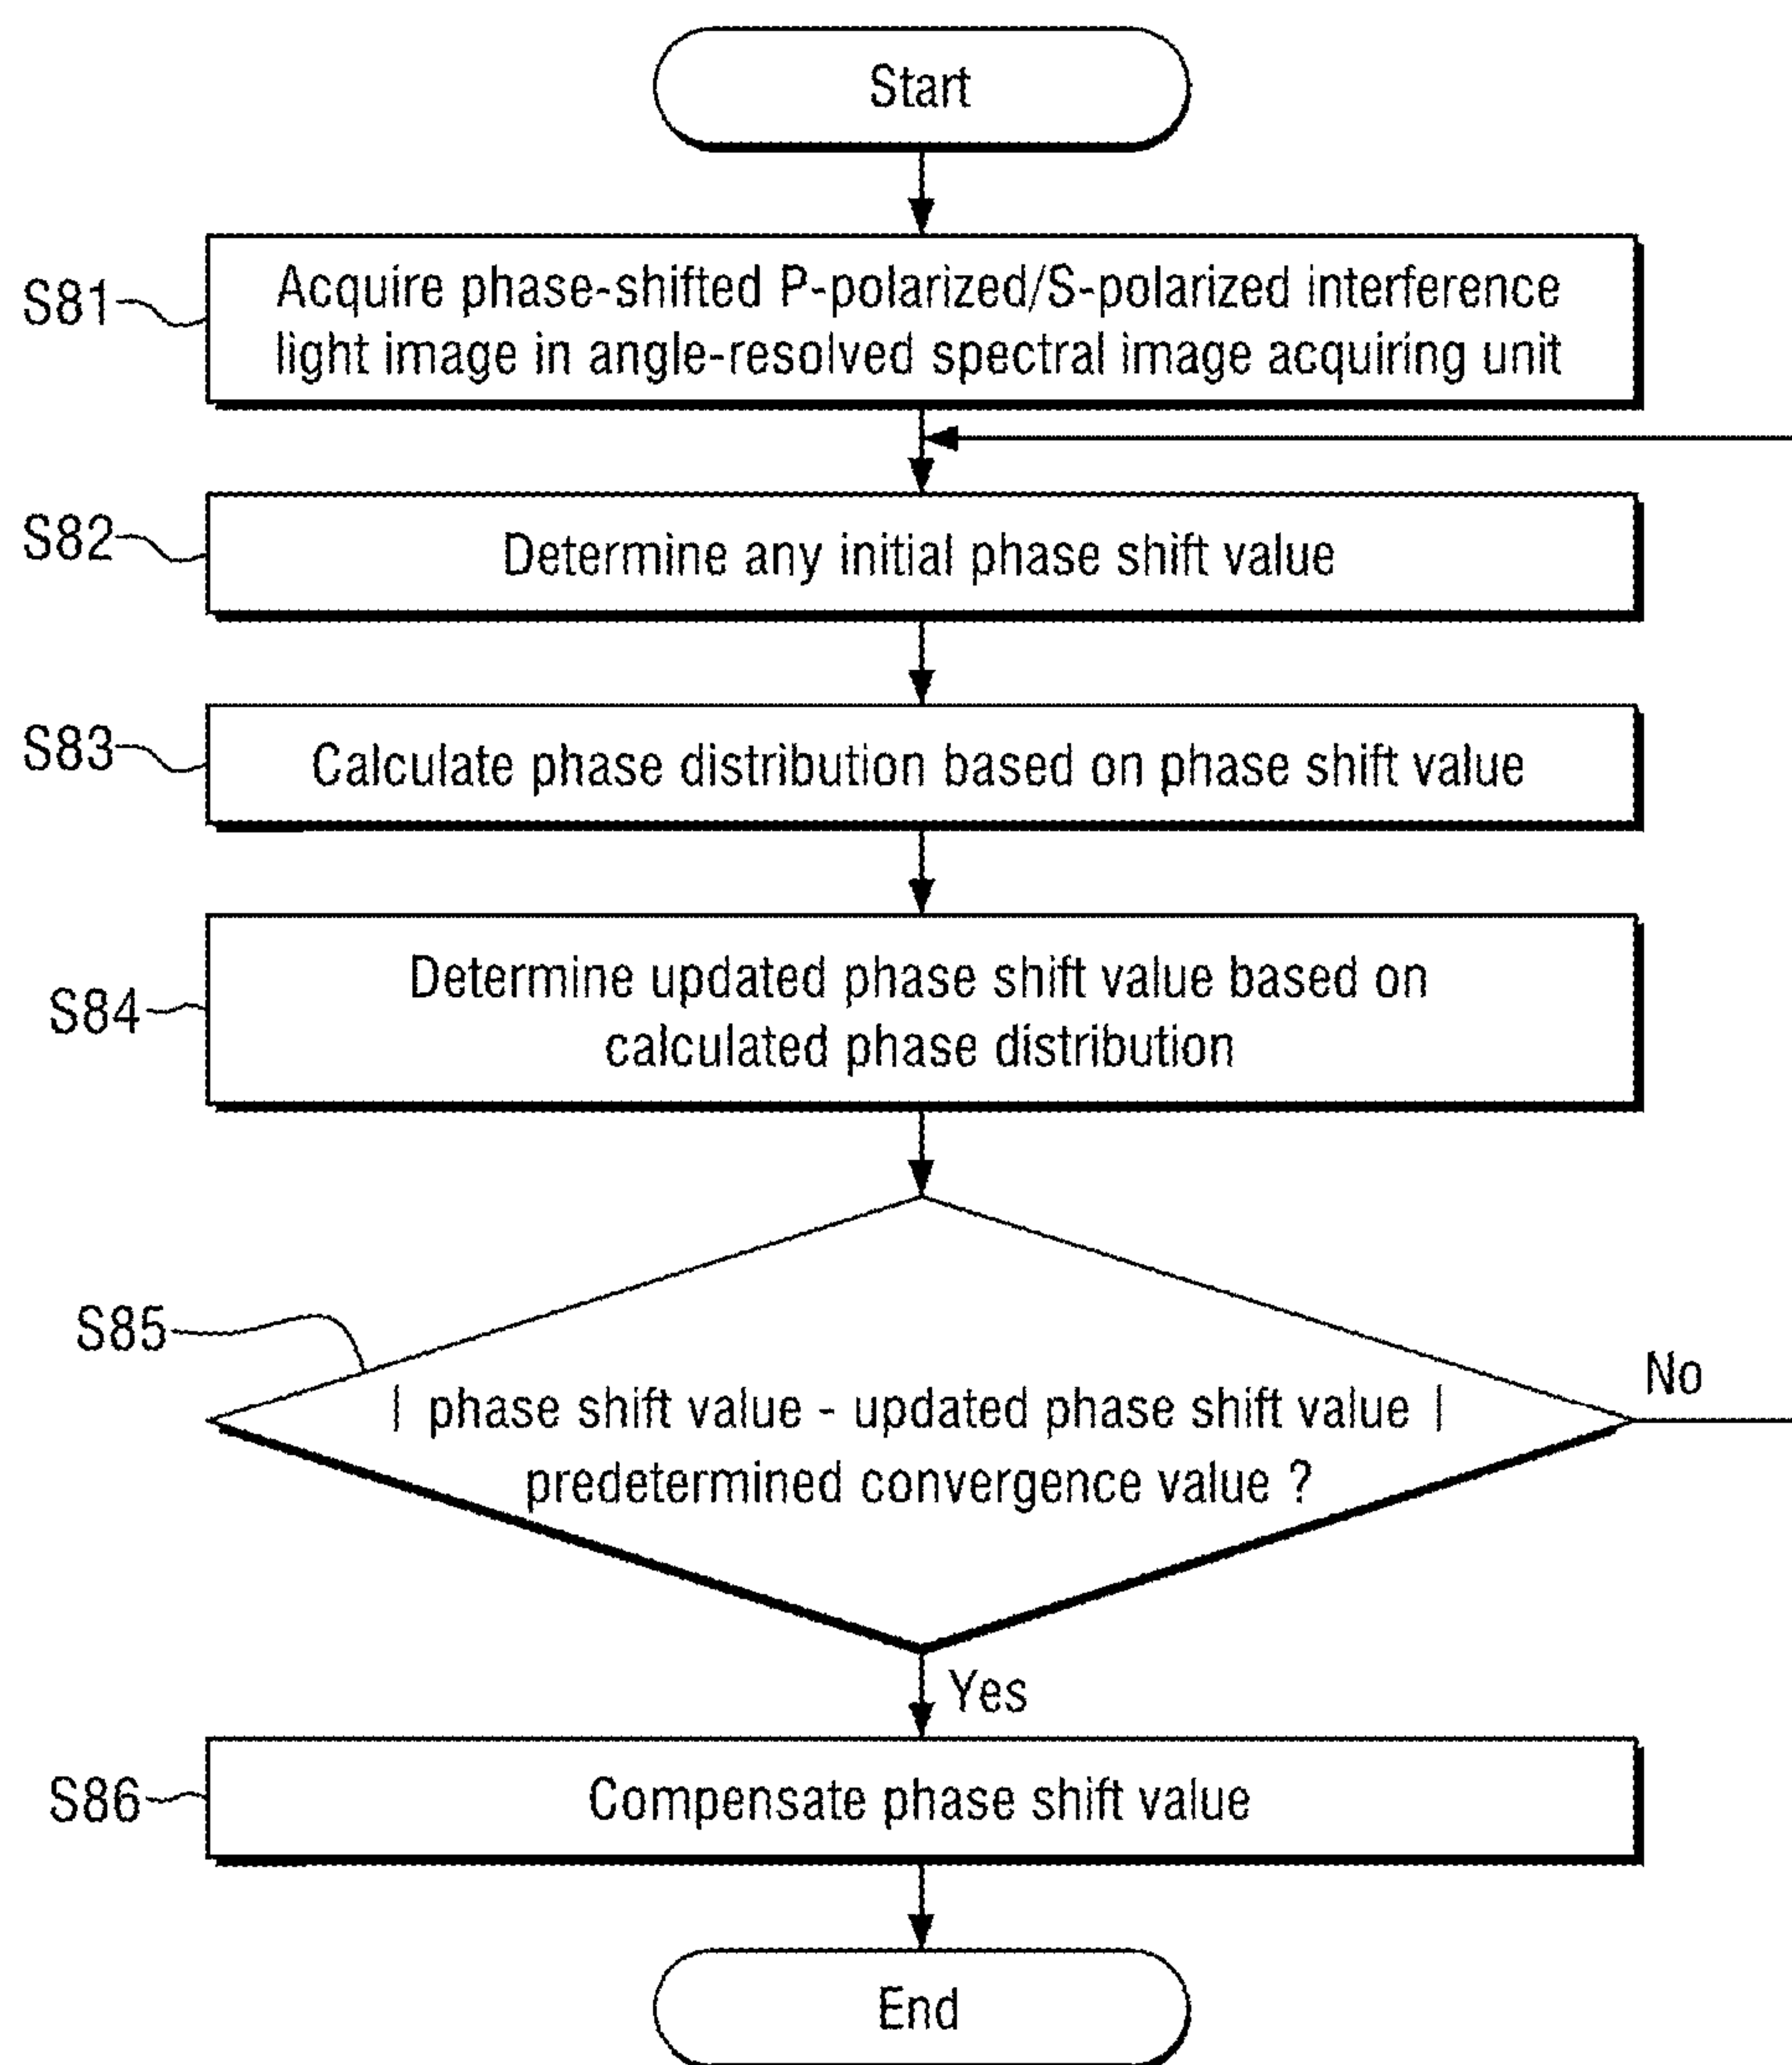 Start
S81
Acquire phase-shifted P-polarized/S-polarized interference
light image in angle-resolved spectral image acquiring unit
S82
Determine any initial phase shift value
S83
Calculate phase distribution based on phase shift value
S84
Determine updated phase shift value based on
calculated phase distribution
S85
| phase shift value - updated phase shift value |
predetermined convergence value ?
No
Yes
S86
Compensate phase shift value
End